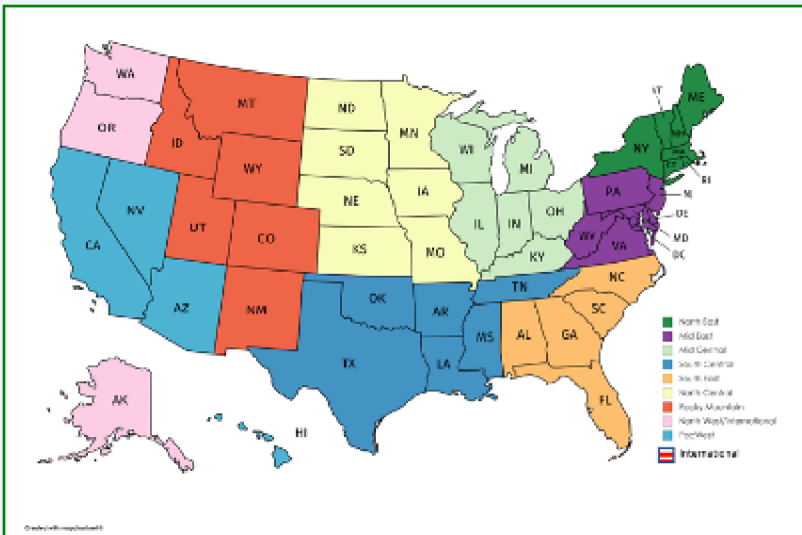 WA
MT
ND
MN
ME
VT
OR
ID
WY
SD
WI
MI
NY
NH
MA
RI
NV
UT
CO
NE
IA
IL
IN
OH
PA
NJ
DE
CA
KS
MO
KY
WV
VA
MD
DC
AZ
NM
OK
AR
TN
NC
SC
TX
LA
MS
AL
GA
FL
AK
HI
North East
Mid East
Mid Central
South Central
South East
North Central
Rocky Mountain
North West/International
PacWest
International